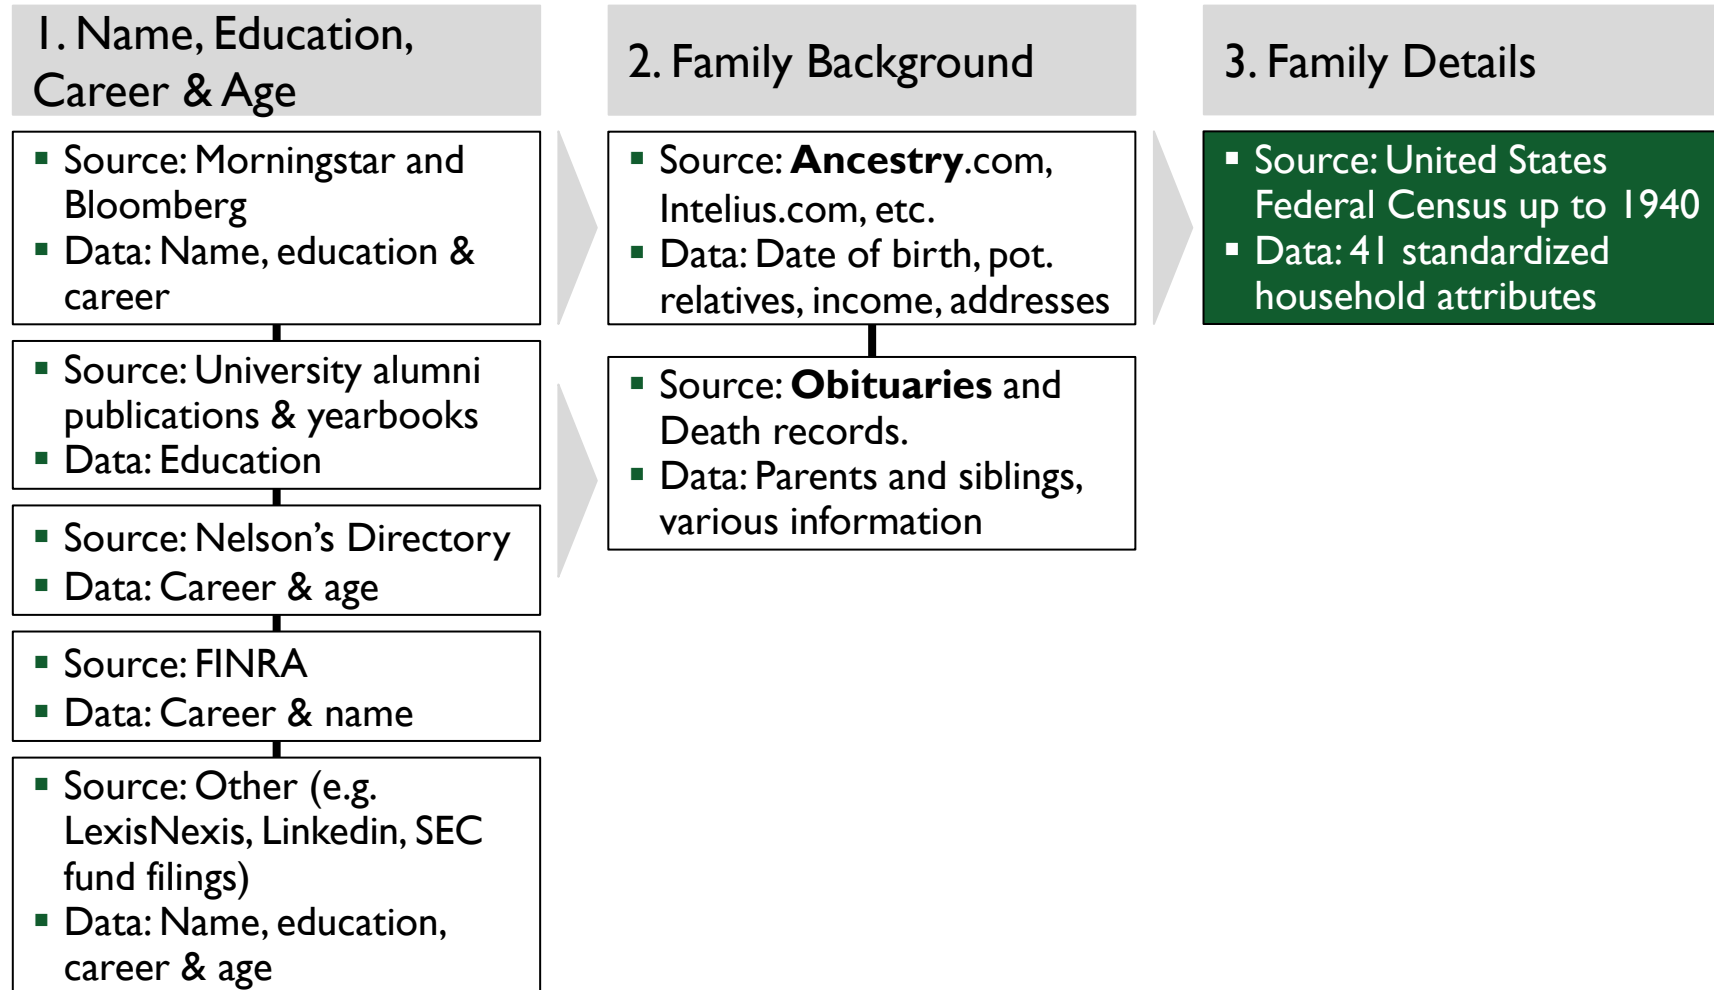 1. Name, Education,
Career & Age
▪ Source: Morningstar and
Bloomberg
▪ Data: Name, education &
career
▪ Source: University alumni
publications & yearbooks
▪ Data: Education
▪ Source: Nelson’s Directory
▪ Data: Career & age
▪ Source: FINRA
▪ Data: Career & name
▪ Source: Other (e.g.
LexisNexis, Linkedin, SEC
fund filings)
▪ Data: Name, education,
career & age
2. Family Background
▪ Source: Ancestry.com,
Intelius.com, etc.
▪ Data: Date of birth, pot.
relatives, income, addresses
▪ Source: Obituaries and
Death records.
▪ Data: Parents and siblings,
various information
3. Family Details
▪ Source: United States
Federal Census up to 1940
▪ Data: 41 standardized
household attributes